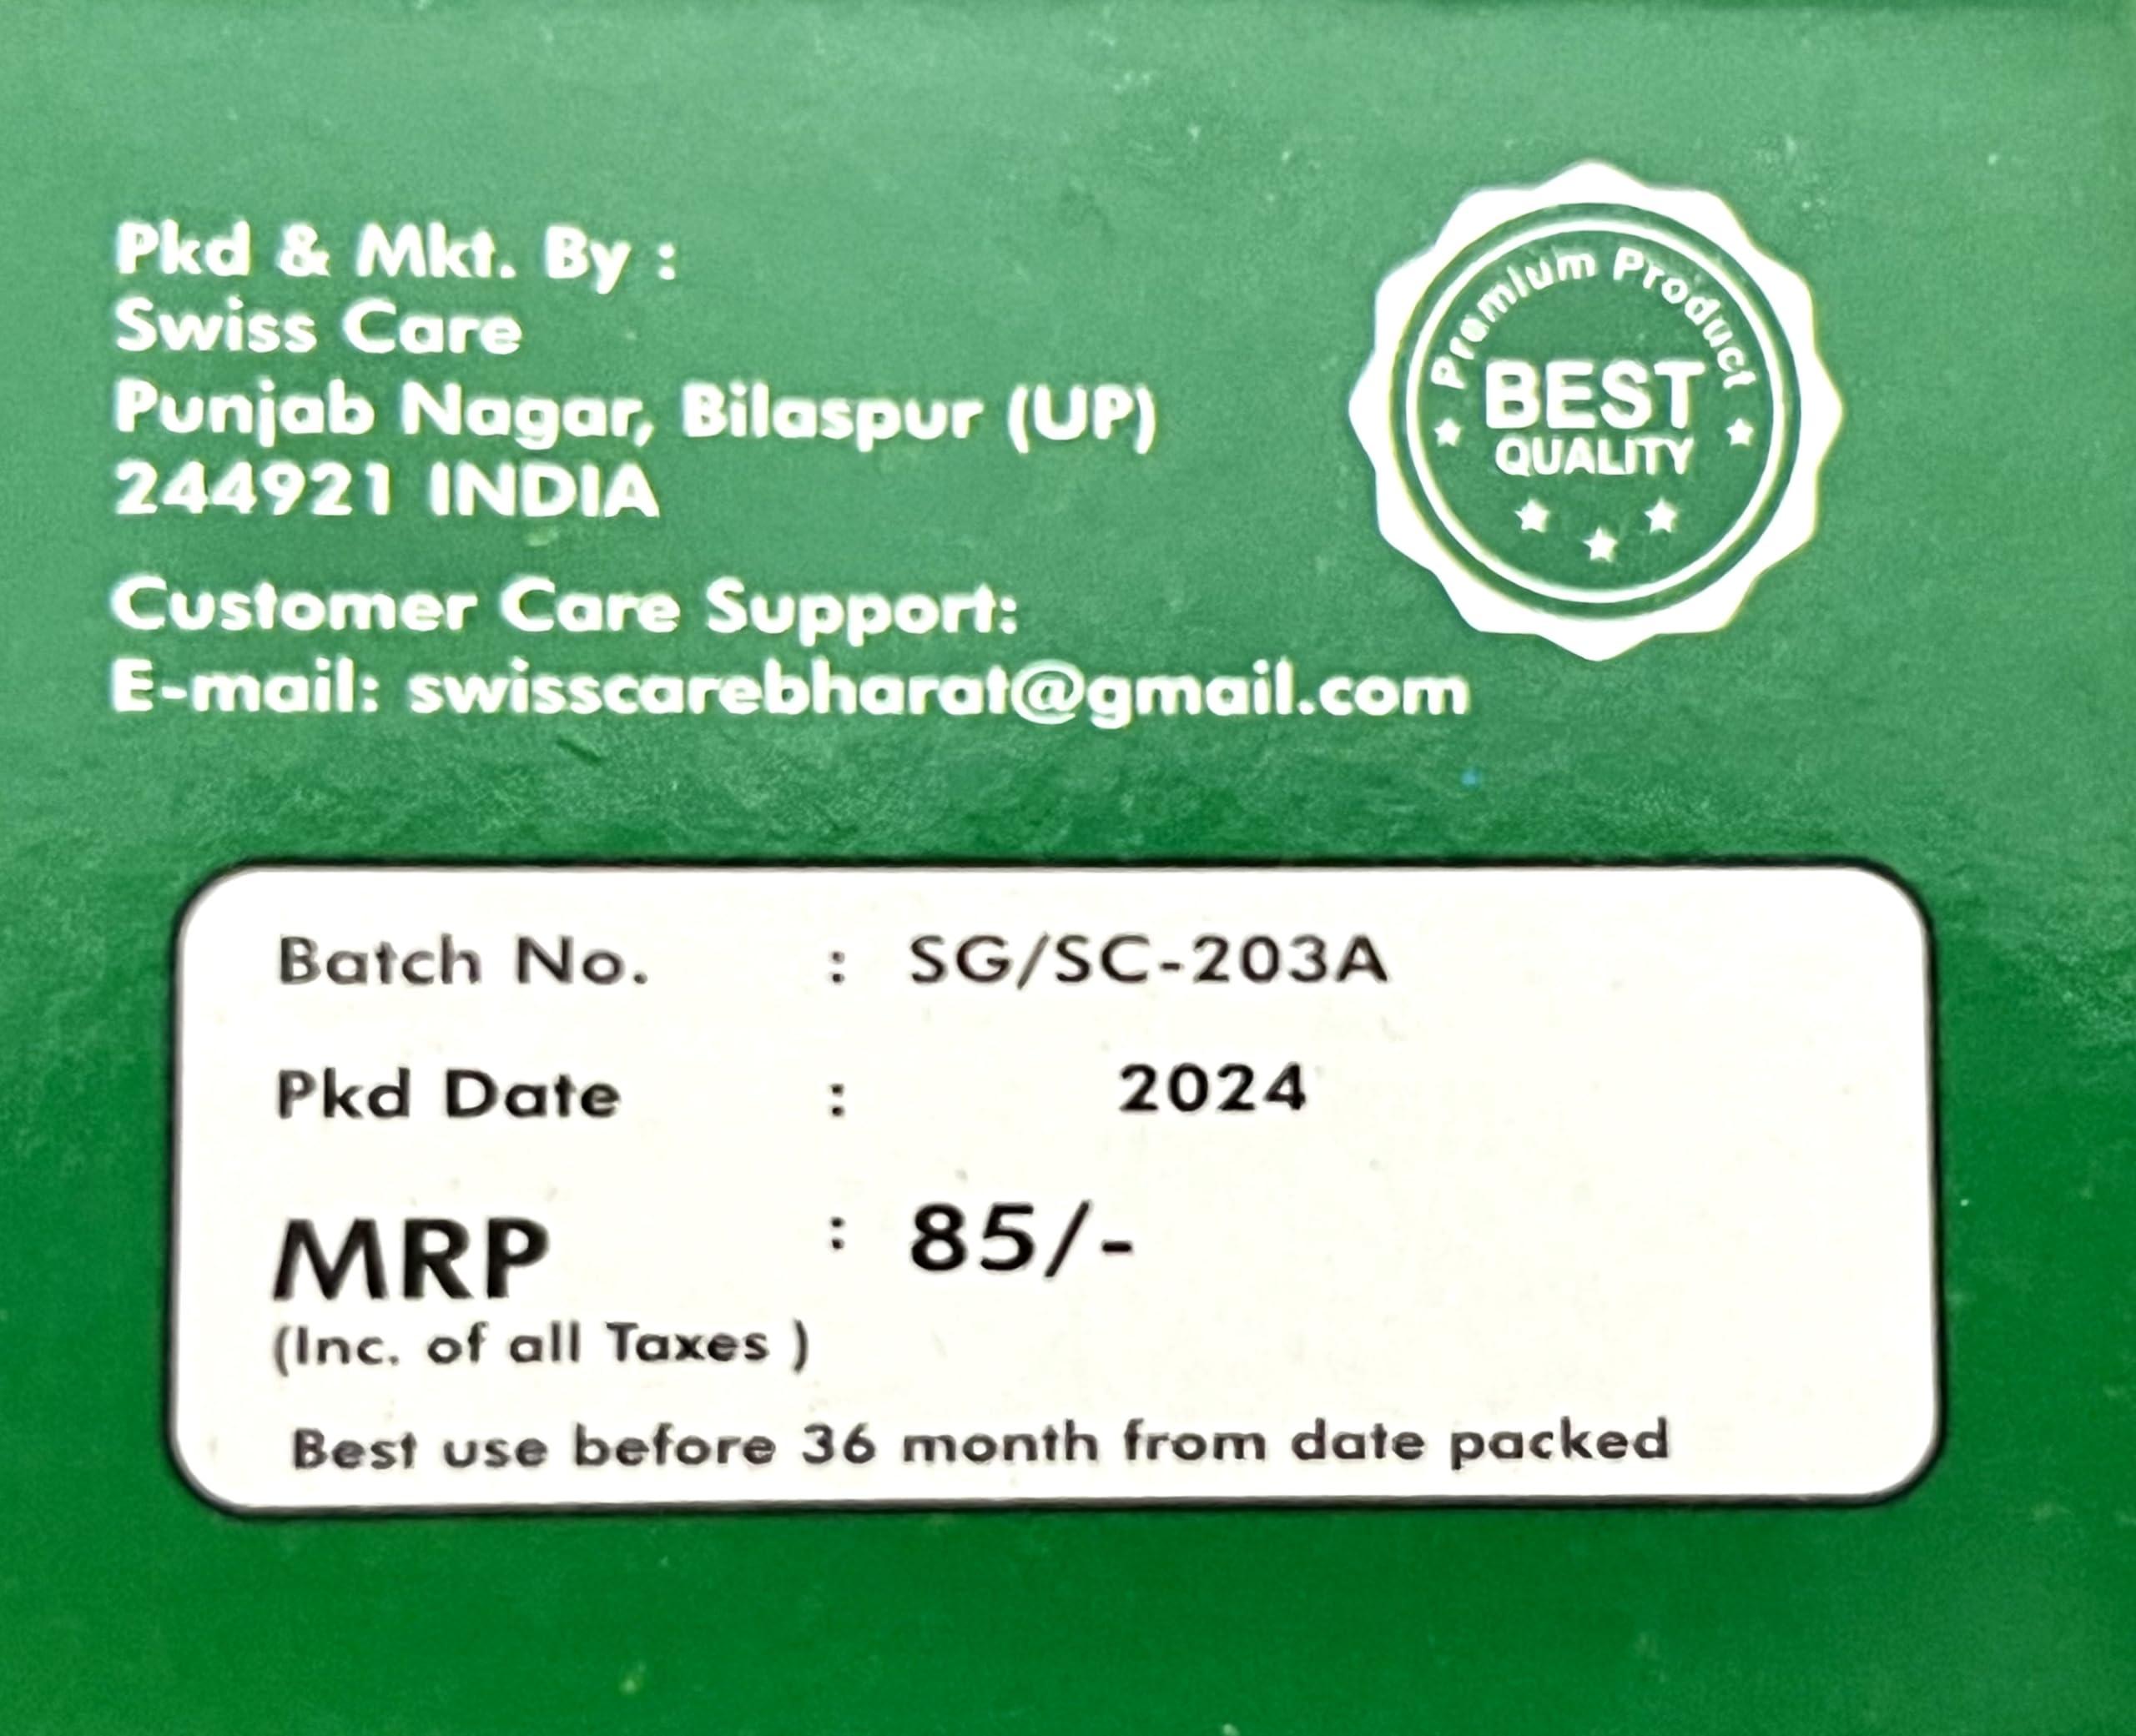 Pkd & Mkt. By :
Swiss Care
Punjab Nagar, Bilaspur (UP)
244921 INDIA
Customer Care Support:
E-mail: swisscarebharat@gmail.com
Premium Product
BEST
QUALITY
Batch No. : SG/SC-203A
Pkd Date : 2024
MRP : 85/-
(Inc. of all Taxes )
Best use before 36 month from date packed